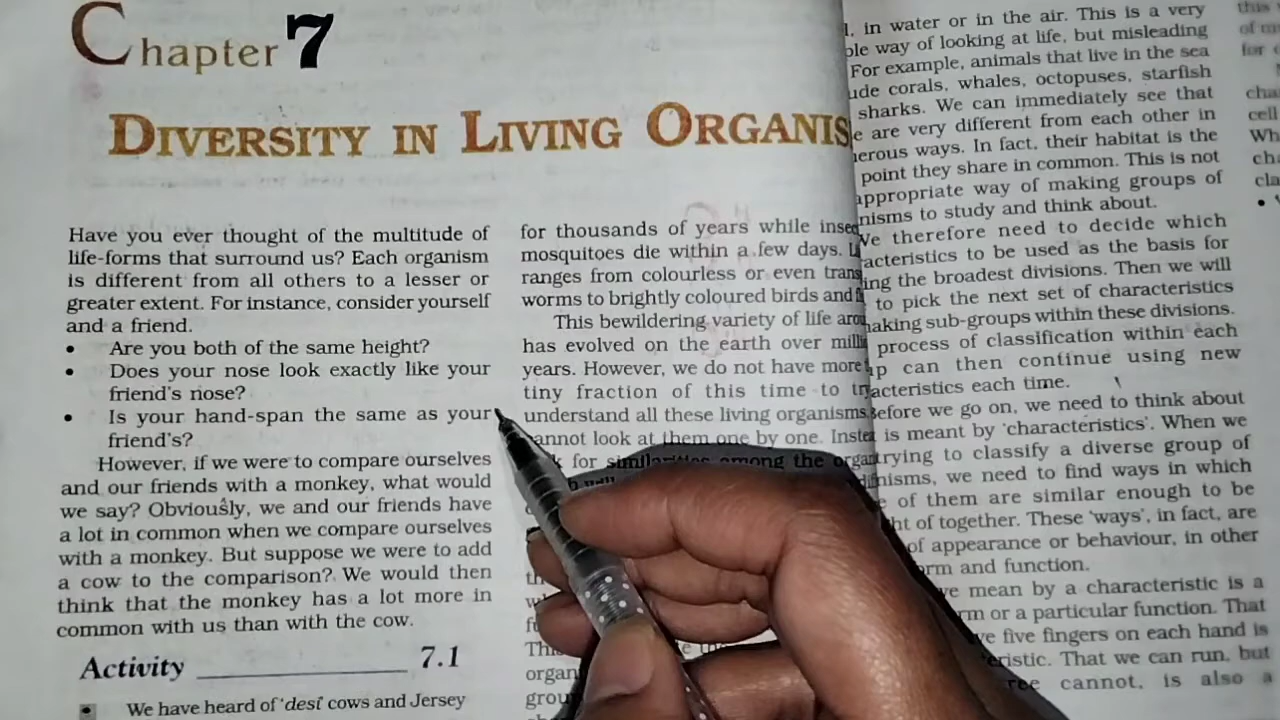 Chapter 7
DIVERSITY IN LIVING ORGANIS
Have you ever thought of the multitude of
life-forms that surround us? Each organism
is different from all others to a lesser or
greater extent. For instance, consider yourself
and a friend.
• Are you both of the same height?
• Does your nose look exactly like your
friend's nose?
• Is your hand-span the same as your
friend's?
However, if we were to compare ourselves
and our friends with a monkey, what would
we say? Obviously, we and our friends have
a lot in common when we compare ourselves
with a monkey. But suppose we were to add
a cow to the comparison? We would then
think that the monkey has a lot more in
common with us than with the cow.
Activity 7.1
• We have heard of 'desi' cows and Jersey
for thousands of years while insec
mosquitoes die within a few days.
ranges from colourless or even trans
worms to brightly coloured birds and
This bewildering variety of life
has evolved on the earth over
years. However, we do not have more
tiny fraction of this time to
understand all these living organisms
cannot look at them one by one.
for similarities among the
organ
grou
in water or in the air. This is a very
way of looking at life, but misleading
For example, animals that live in the sea
corals, whales, octopuses, starfish
sharks. We can immediately see that
are very different from each other in
ways. In fact, their habitat is the
point they share in common. This is not
appropriate way of making groups of
to study and think about.
We therefore need to decide which
to be used as the basis for
the broadest divisions. Then we will
to pick the next set of characteristics
sub-groups within these divisions.
process of classification within each
can then continue using new
each time.
Before we go on, we need to think about
is meant by 'characteristics'. When we
trying to classify a diverse group of
we need to find ways in which
of them are similar enough to be
of together. These 'ways', in fact, are
of appearance or behaviour, in other
and function.
we mean by a characteristic is a
or a particular function. That
five fingers on each hand is
That we can run, but
cannot, is also a
this
for
cha
cell
Wh
cha
cla